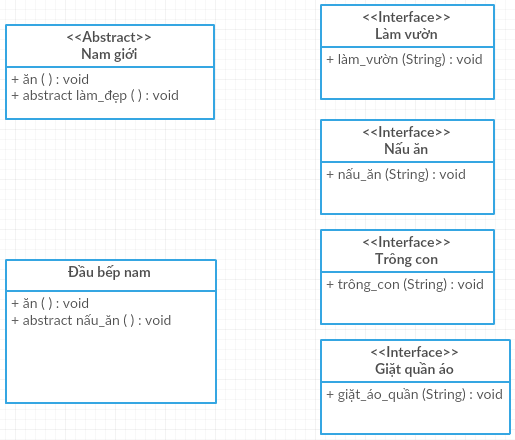 <<Abstract>>
Nam giới
+ ăn ( ) : void
+ abstract làm_đẹp ( ) : void
Đầu bếp nam
+ ăn ( ) : void
+ abstract nấu_ăn ( ) : void
<<Interface>>
Làm vườn
+ làm_vườn (String) : void
<<Interface>>
Nấu ăn
+ nấu_ăn (String) : void
<<Interface>>
Trông con
+ trông_con (String) : void
<<Interface>>
Giặt quần áo
+ giặt_áo_quần (String) : void